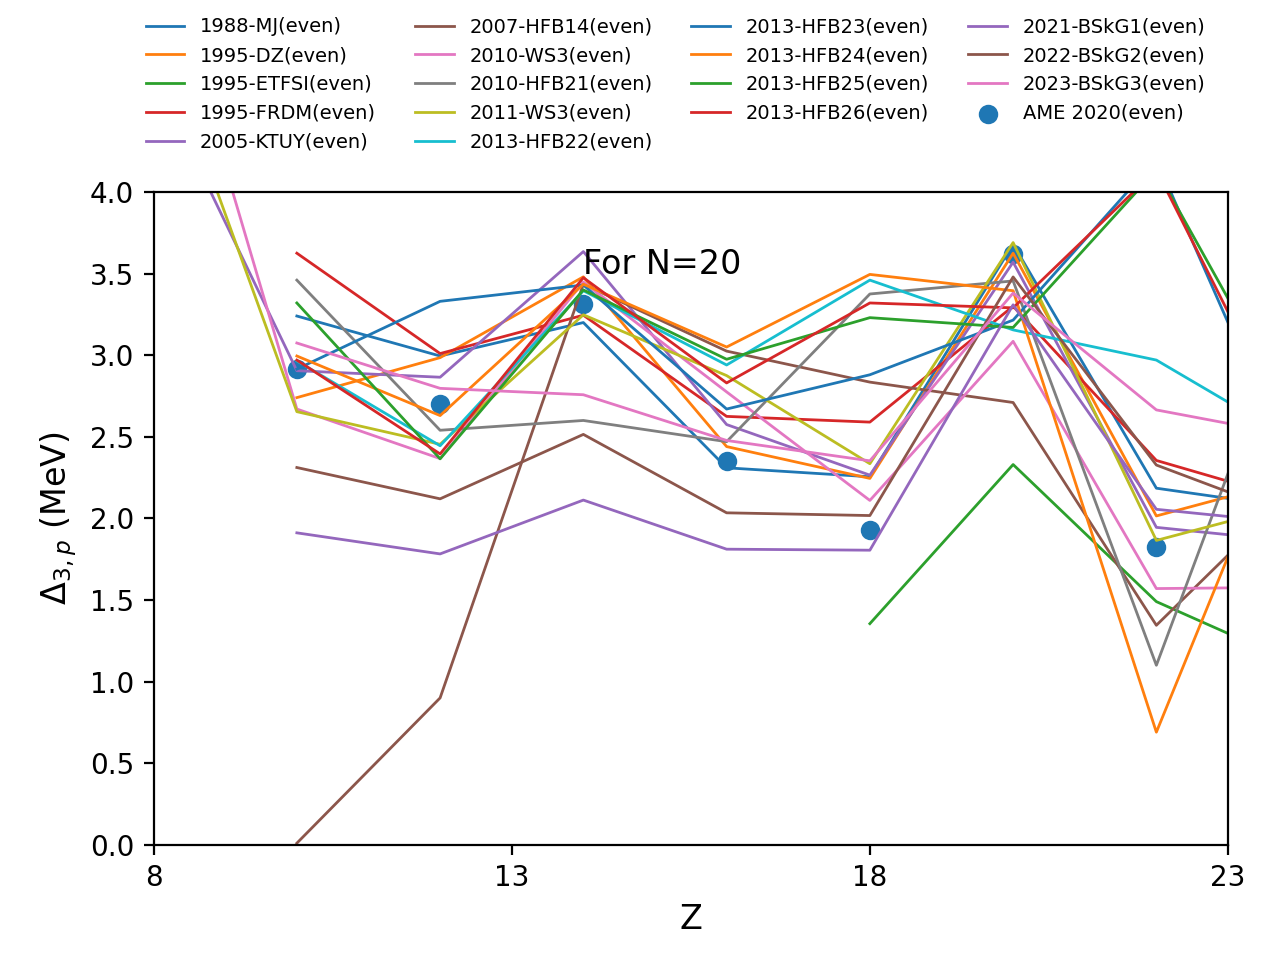 1988-MJ(even) 2007-HFB14(even) 2013-HFB23(even) 2021-BSkG1(even)
1995-DZ(even) 2010-WS3(even) 2013-HFB24(even) 2022-BSkG2(even)
1995-ETFSI(even) 2010-HFB21(even) 2013-HFB25(even) 2023-BSkG3(even)
1995-FRDM(even) 2011-WS3(even) 2013-HFB26(even) AME 2020(even)
2005-KTUY(even) 2013-HFB22(even)
For N=20
4.0
3.5
3.0
2.5
2.0
1.5
1.0
0.5
0.0
Δ3, p (MeV)
8 13 18 23
Z